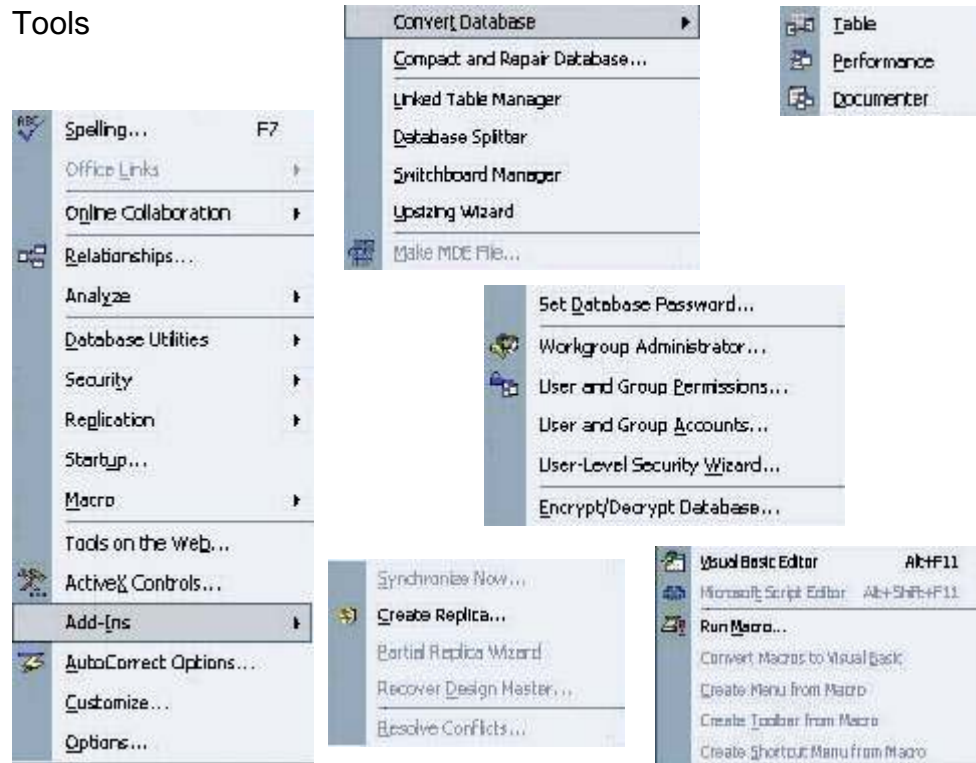 Tools
ABC
Spelling... F7
Office Links
Online Collaboration
Relationships...
Analyze
Database Utilities
Security
Replication
Startup...
Macro
Tools on the Web...
ActiveX Controls...
Add-Ins
AutoCorrect Options...
Customize...
Options...
Convert Database
Compact and Repair Database...
Linked Table Manager
Database Splitter
Switchboard Manager
Upsizing Wizard
Make MDE File...
Table
Performance
Documenter
Set Database Password...
Workgroup Administrator...
User and Group Permissions...
User and Group Accounts...
User-Level Security Wizard...
Encrypt/Decrypt Database...
Synchronize Now...
Create Replica...
Partial Replica Wizard
Recover Design Master...
Resolve Conflicts...
Visual Basic Editor Alt+F11
Microsoft Script Editor Alt+Shift+F11
Run Macro...
Convert Macros to Visual Basic
Create Menu from Macro
Create Toolbar from Macro
Create Shortcut Menu from Macro